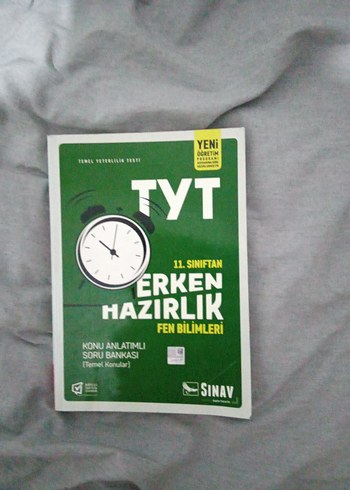 TEMEL YETERLİLİK TESTİ
YENİ
ÖĞRETİM
PROGRAMI
TYT
11. SINIFTAN
ERKEN
HAZIRLIK
FEN BİLİMLERİ
KONU ANLATIMLI
SORU BANKASI
[Temel Konular]
SINAV